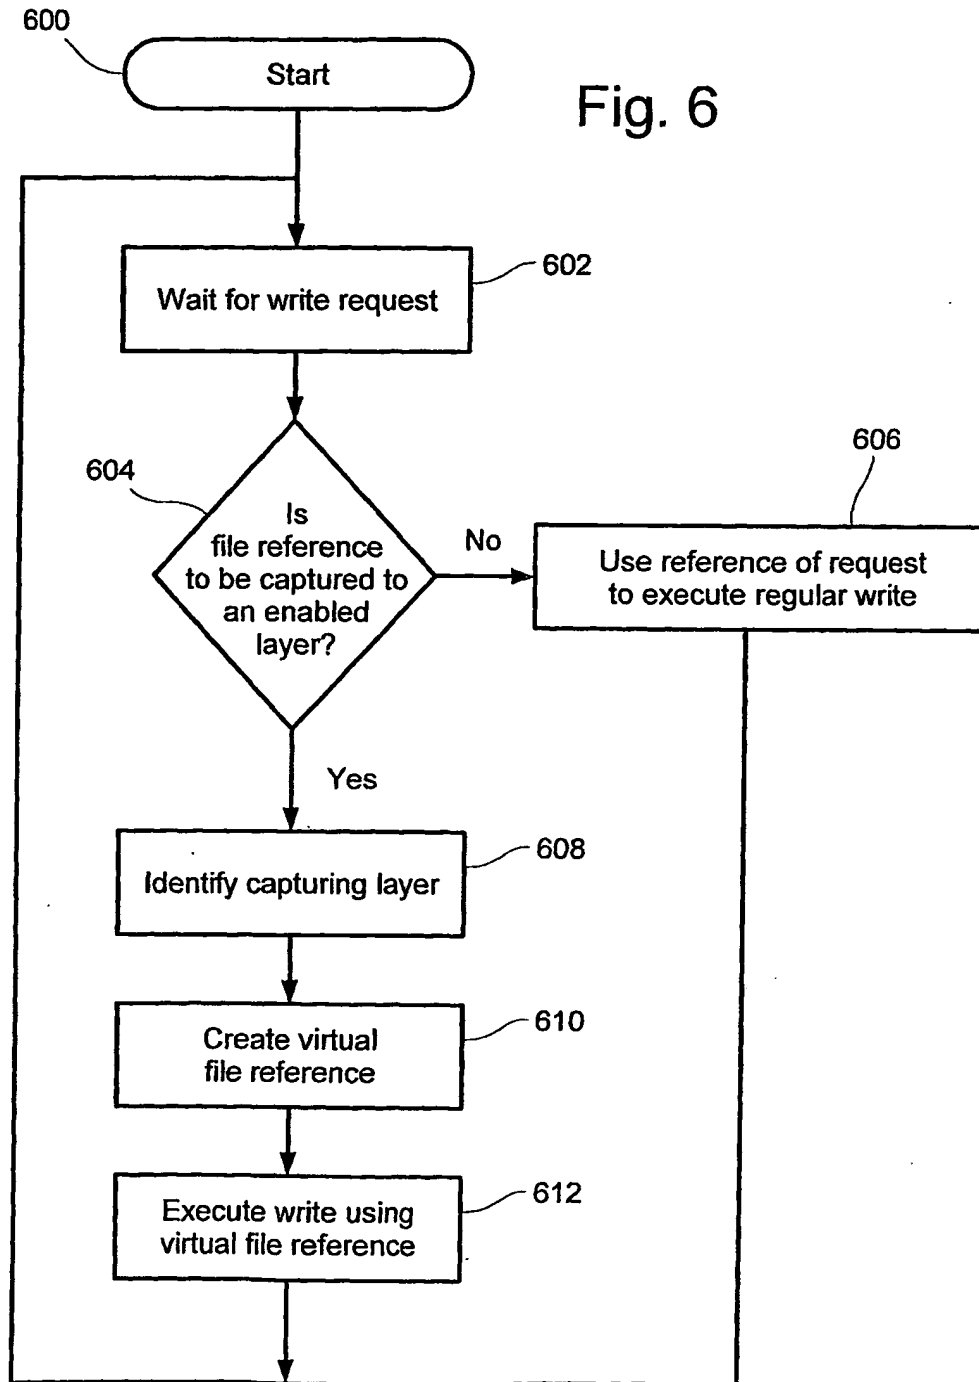 600
Start
Fig. 6
602
Wait for write request
604
606
Is
file reference
to be captured to
an enabled
layer?
No
Use reference of request
to execute regular write
Yes
608
Identify capturing layer
610
Create virtual
file reference
612
Execute write using
virtual file reference